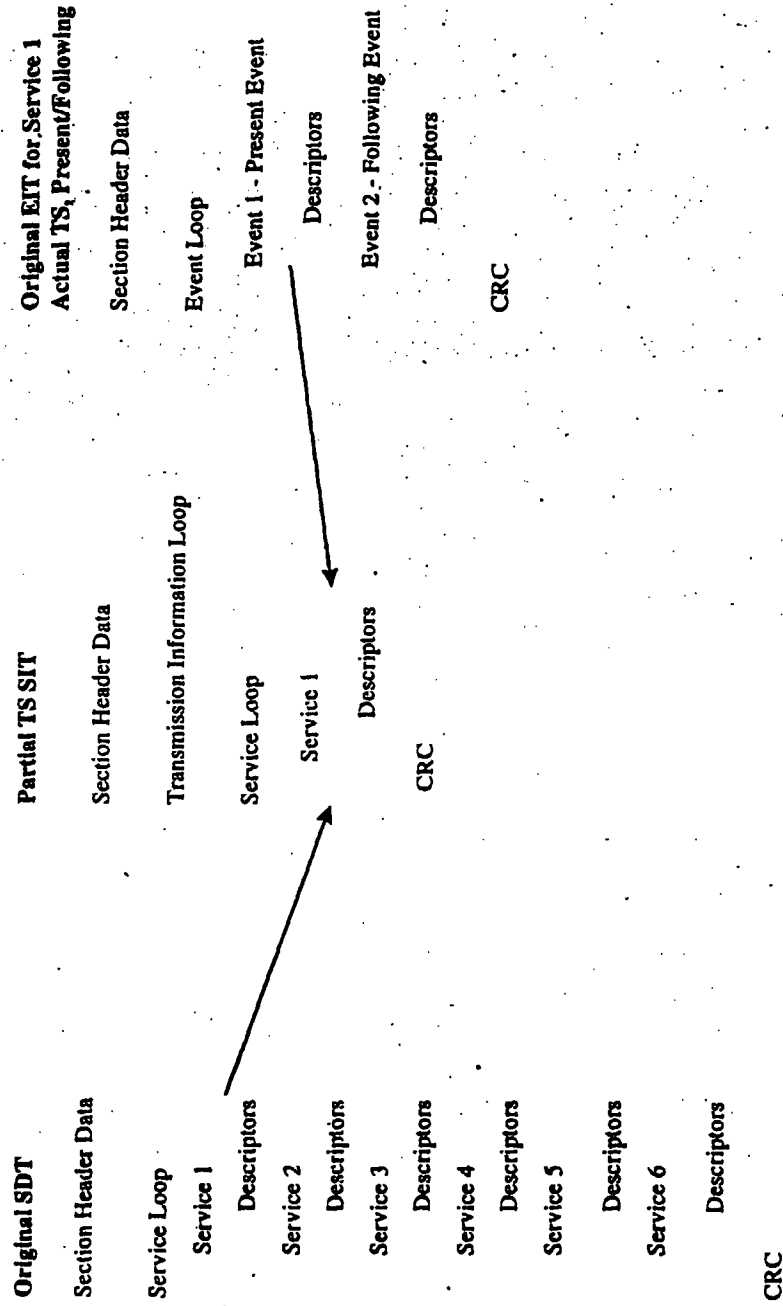 Original SDT
Section Header Data
Service Loop
Service 1
Descriptors
Service 2
Descriptors
Service 3
Descriptors
Service 4
Descriptors
Service 5
Descriptors
Service 6
Descriptors
CRC
Partial TS SIT
Section Header Data
Transmission Information Loop
Service Loop
Service 1
Descriptors
CRC
Original EIT for Service 1
Actual TS, Present/Following
Section Header Data
Event Loop
Event 1 - Present Event
Descriptors
Event 2 - Following Event
Descriptors
CRC